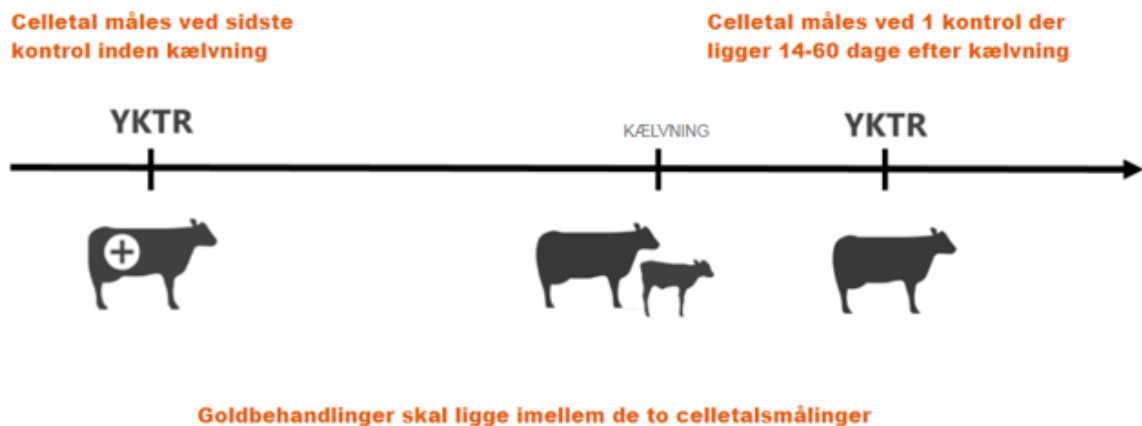 Celletal måles ved sidste
kontrol inden kælvning
Celletal måles ved 1 kontrol der
ligger 14-60 dage efter kælvning
YKTR
KÆLVNING
YKTR
Goldbehandlinger skal ligge imellem de to celletalsmålinger